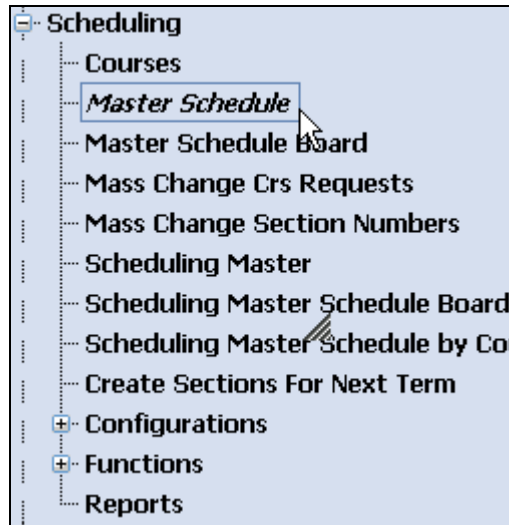 Scheduling
Courses
Master Schedule
Master Schedule Board
Mass Change Crs Requests
Mass Change Section Numbers
Scheduling Master
Scheduling Master Schedule Board
Scheduling Master Schedule by Co
Create Sections For Next Term
Configurations
Functions
Reports